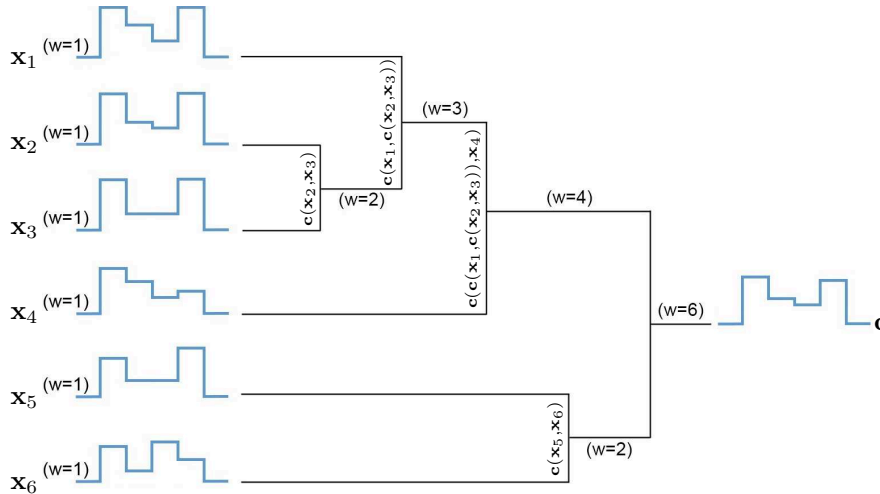 x₁ (w=1)
x₂ (w=1)
x₃ (w=1)
x₄ (w=1)
x₅ (w=1)
x₆ (w=1)
c(x₂,x₃)
(w=2)
c(x₁,c(x₂,x₃))
(w=3)
c(c(x₁,c(x₂,x₃)),x₄)
(w=4)
c(x₅,x₆)
(w=2)
(w=6)
c